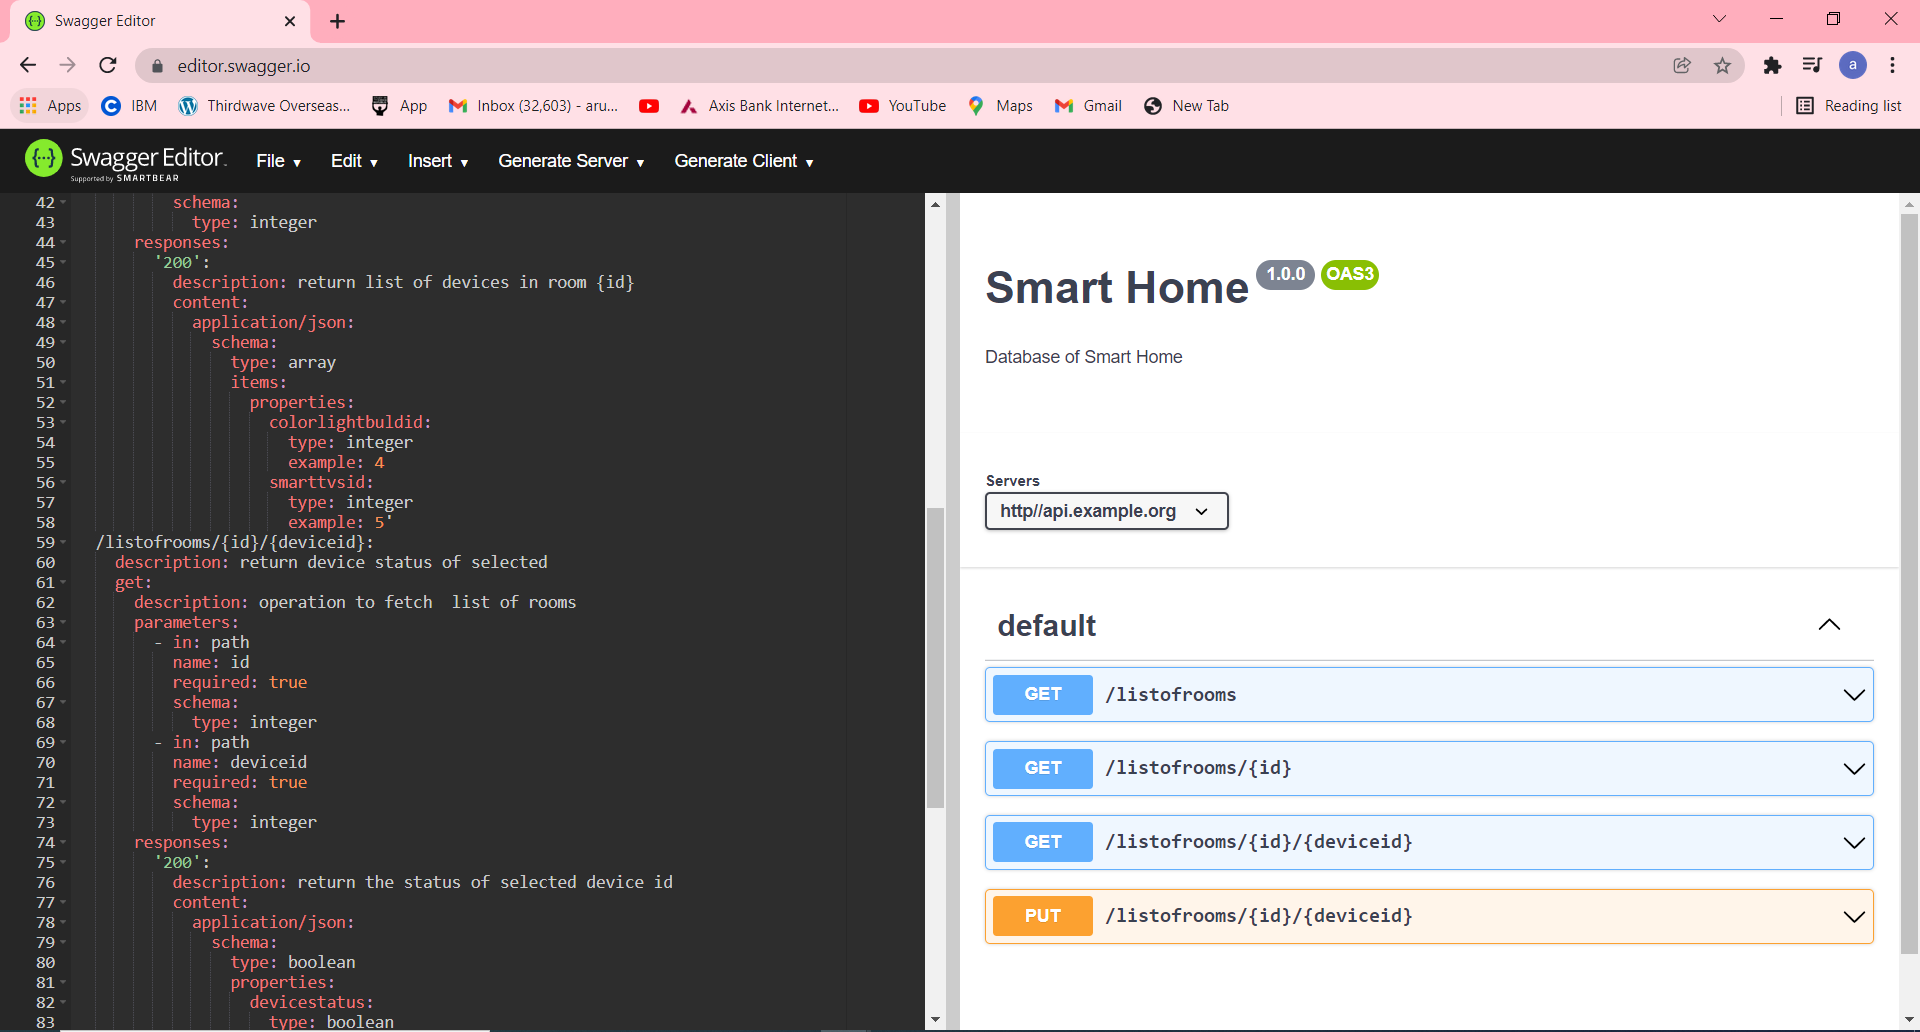 Swagger Editor
editor.swagger.io
a
Apps
IBM
Thirdwave Overseas...
App
Inbox (32,603) - aru...
Axis Bank Internet...
YouTube
Maps
Gmail
New Tab
Reading list
Swagger Editor.
Supported by SMARTBEAR
File
Edit
Insert
Generate Server
Generate Client
42 schema:
43 type: integer
44 responses:
45 '200':
46 description: return list of devices in room {id}
47 content:
48 application/json:
49 schema:
50 type: array
51 items:
52 properties:
53 colorlightbuldid:
54 type: integer
55 example: 4
56 smarttvsid:
57 type: integer
58 example: 5'
59 /listofrooms/{id}/{deviceid}:
60 description: return device status of selected
61 get:
62 description: operation to fetch  list of rooms
63 parameters:
64 - in: path
65 name: id
66 required: true
67 schema:
68 type: integer
69 - in: path
70 name: deviceid
71 required: true
72 schema:
73 type: integer
74 responses:
75 '200':
76 description: return the status of selected device id
77 content:
78 application/json:
79 schema:
80 type: boolean
81 properties:
82 devicestatus:
83 type: boolean
Smart Home 1.0.0 OAS3
Database of Smart Home
Servers
http//api.example.org
default
GET /listofrooms
GET /listofrooms/{id}
GET /listofrooms/{id}/{deviceid}
PUT /listofrooms/{id}/{deviceid}